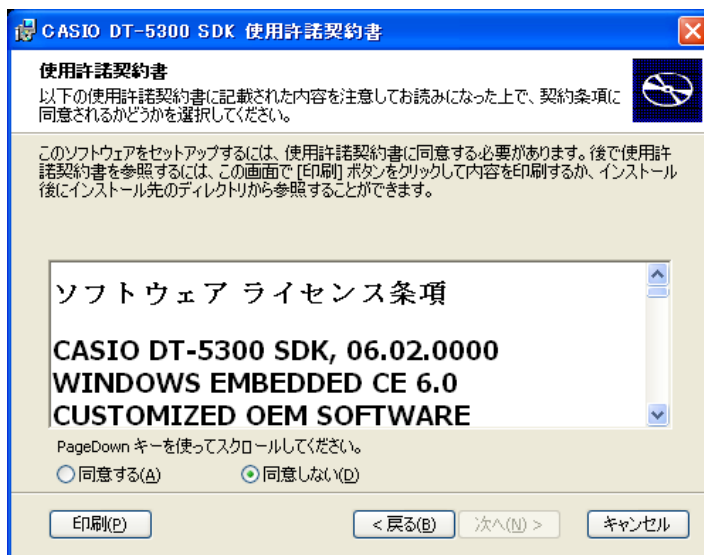 CASIO DT-5300 SDK 使用許諾契約書
使用許諾契約書
以下の使用許諾契約書に記載された内容を注意してお読みになった上で、契約条項に
同意されるかどうかを選択してください。
このソフトウェアをセットアップするには、使用許諾契約書に同意する必要があります。後で使用許
諾契約書を参照するには、この画面で [印刷] ボタンをクリックして内容を印刷するか、インストール
後にインストール先のディレクトリから参照することができます。
ソフトウェア ライセンス条項
CASIO DT-5300 SDK, 06.02.0000
WINDOWS EMBEDDED CE 6.0
CUSTOMIZED OEM SOFTWARE
PageDown キーを使ってスクロールしてください。
同意する(A) 同意しない(D)
印刷(P) < 戻る(B) 次へ(N) > キャンセル